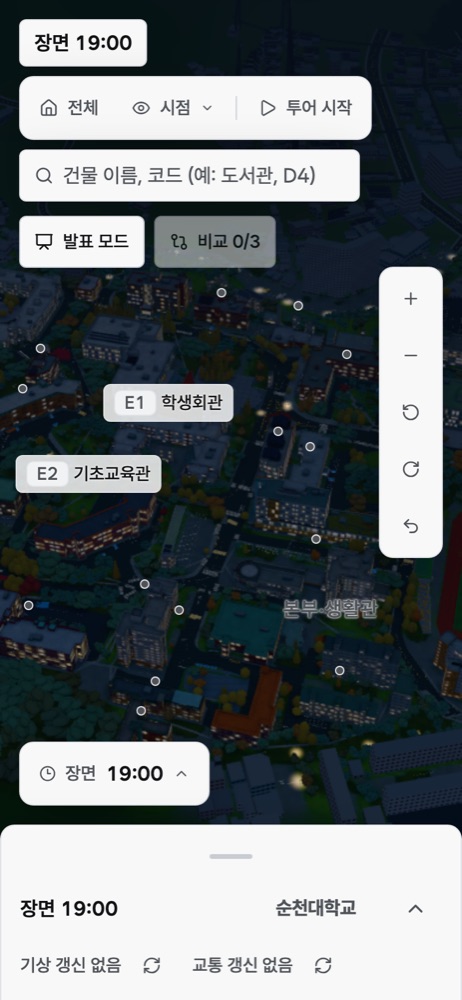 장면 19:00
전체 시점 투어 시작
건물 이름, 코드 (예: 도서관, D4)
발표 모드 비교 0/3
E1 학생회관
E2 기초교육관
본부·생활관
장면 19:00
장면 19:00 순천대학교
기상 갱신 없음 교통 갱신 없음